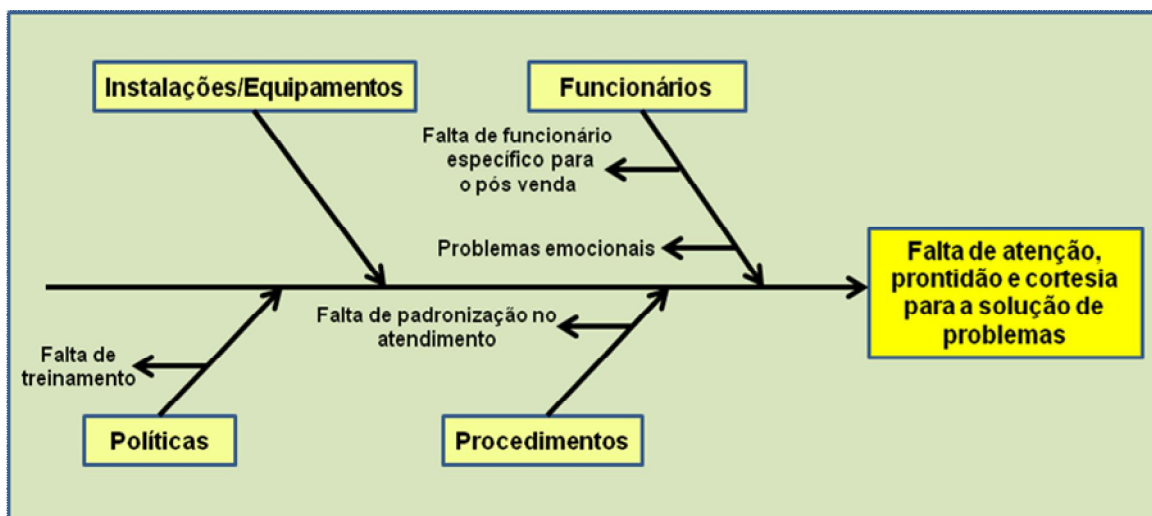 Instalações/Equipamentos
Funcionários
Falta de funcionário
específico para
o pós venda
Problemas emocionais
Falta de atenção,
prontidão e cortesia
para a solução de
problemas
Falta de padronização no
atendimento
Falta de
treinamento
Políticas
Procedimentos